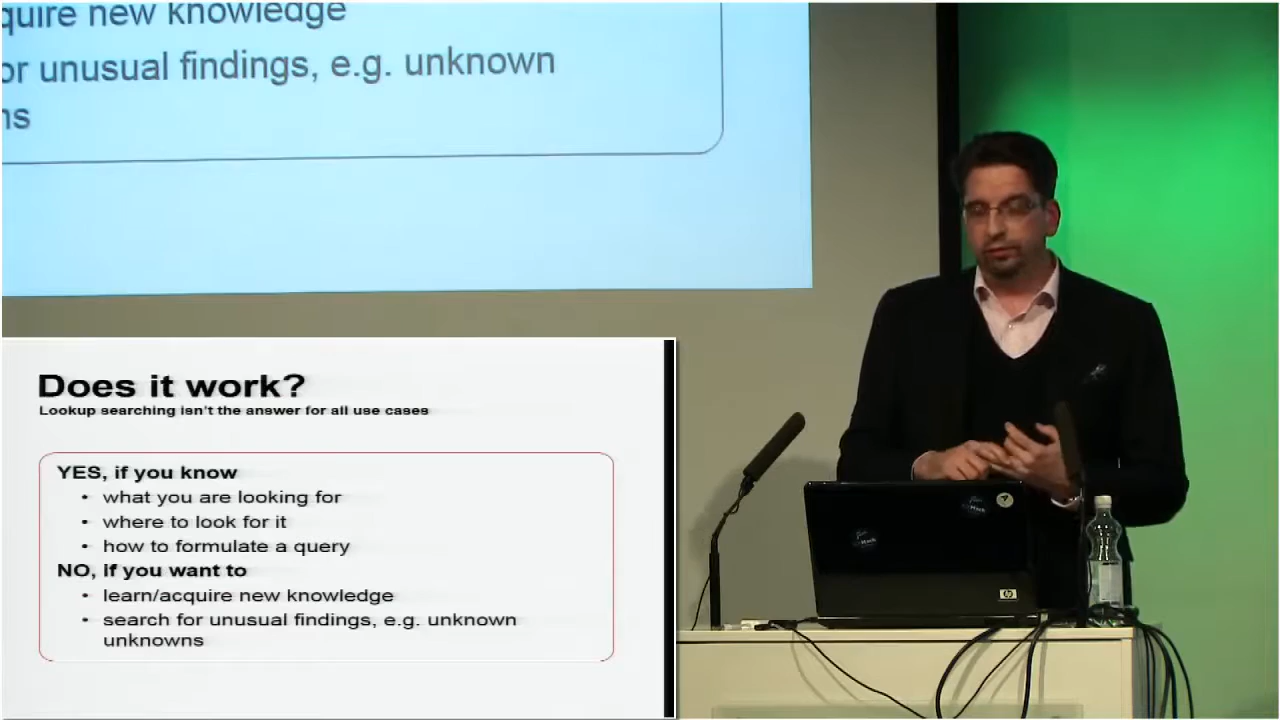 quire new knowledge
or unusual findings, e.g. unknown
ns
Does it work?
Lookup searching isn't the answer for all use cases
YES, if you know
• what you are looking for
• where to look for it
• how to formulate a query
NO, if you want to
• learn/acquire new knowledge
• search for unusual findings, e.g. unknown
unknowns
hp